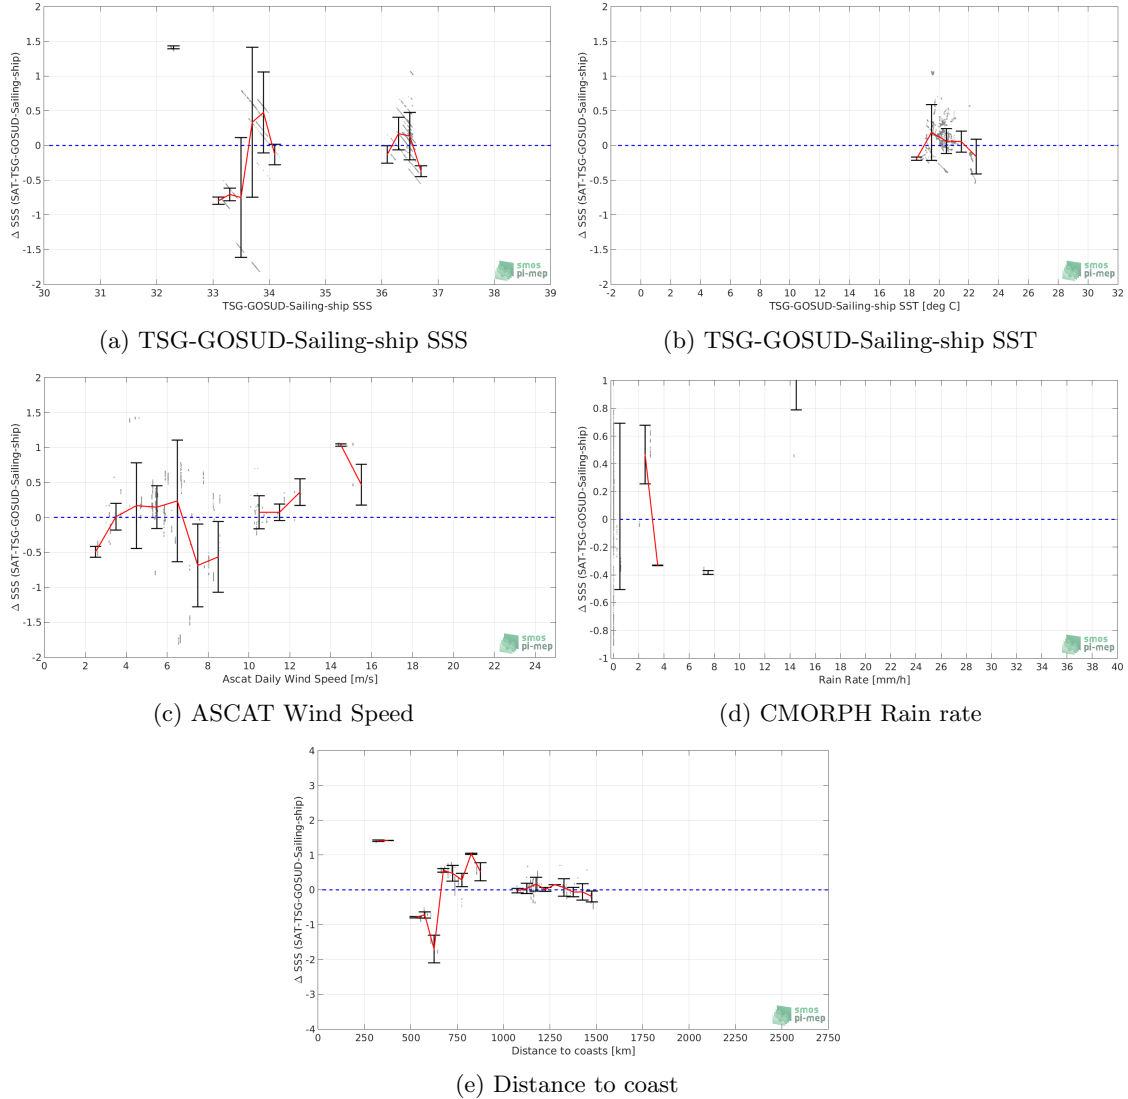 2
1.5
1
0.5
0
-0.5
-1
-1.5
-2
Δ SSS (SAT-TSG-GOSUD-Sailing-ship)
30 31 32 33 34 35 36 37 38 39
TSG-GOSUD-Sailing-ship SSS
smos
pi-mep
(a) TSG-GOSUD-Sailing-ship SSS
2
1.5
1
0.5
0
-0.5
-1
-1.5
-2
Δ SSS (SAT-TSG-GOSUD-Sailing-ship)
-2 0 2 4 6 8 10 12 14 16 18 20 22 24 26 28 30 32
TSG-GOSUD-Sailing-ship SST [deg C]
smos
pi-mep
(b) TSG-GOSUD-Sailing-ship SST
2
1.5
1
0.5
0
-0.5
-1
-1.5
-2
Δ SSS (SAT-TSG-GOSUD-Sailing-ship)
0 2 4 6 8 10 12 14 16 18 20 22 24
Ascat Daily Wind Speed [m/s]
smos
pi-mep
(c) ASCAT Wind Speed
1
0.8
0.6
0.4
0.2
0
-0.2
-0.4
-0.6
-0.8
-1
Δ SSS (SAT-TSG-GOSUD-Sailing-ship)
0 2 4 6 8 10 12 14 16 18 20 22 24 26 28 30 32 34 36 38 40
Rain Rate [mm/h]
smos
pi-mep
(d) CMORPH Rain rate
4
3
2
1
0
-1
-2
-3
-4
Δ SSS (SAT-TSG-GOSUD-Sailing-ship)
0 250 500 750 1000 1250 1500 1750 2000 2250 2500 2750
Distance to coasts [km]
smos
pi-mep
(e) Distance to coast